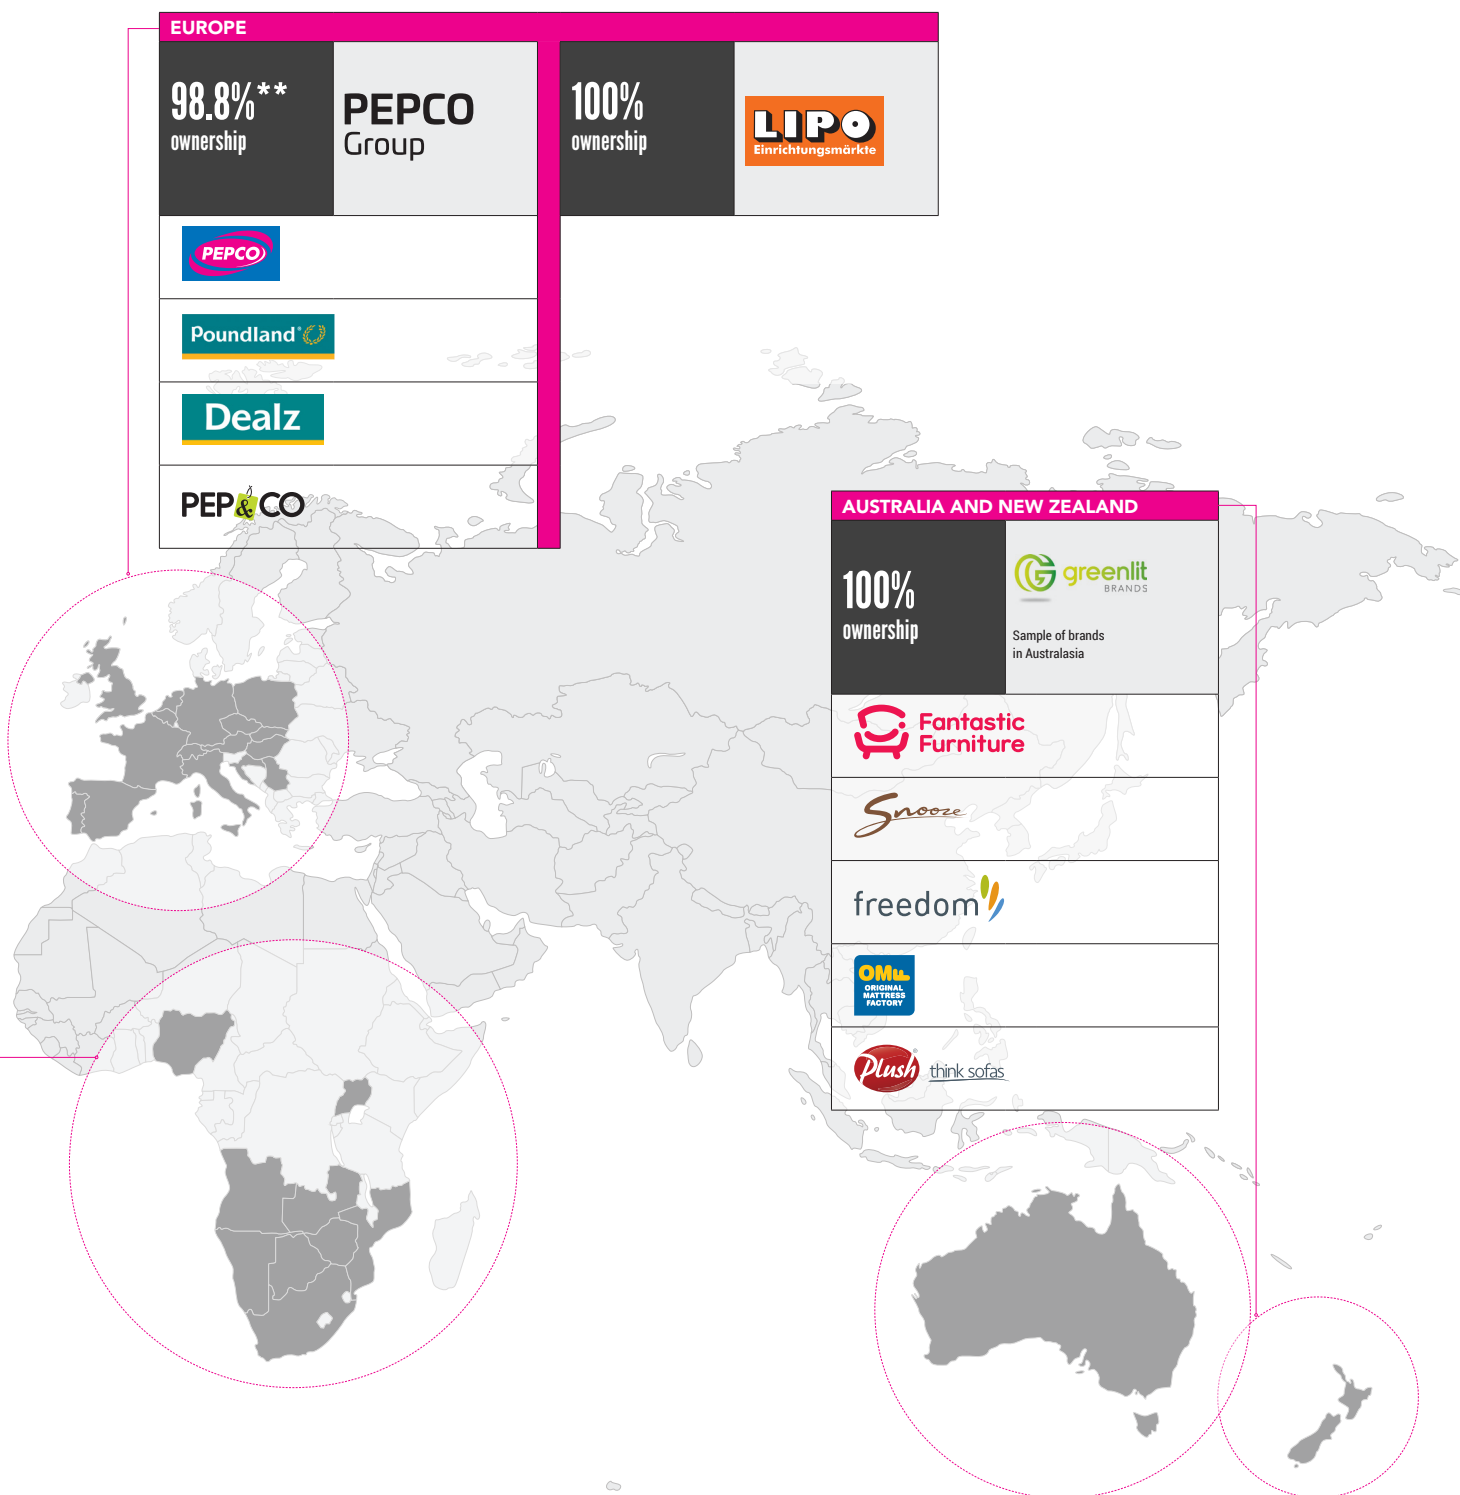 EUROPE
98.8%**
ownership
PEPCO
Group
100%
ownership
LIPO
Einrichtungsmärkte
PEPCO
Poundland
Dealz
PEP&CO
AUSTRALIA AND NEW ZEALAND
100%
ownership
greenlit
BRANDS
Sample of brands
in Australasia
Fantastic
Furniture
Snooze
freedom
OMF
ORIGINAL
MATTRESS
FACTORY
Plush think sofas